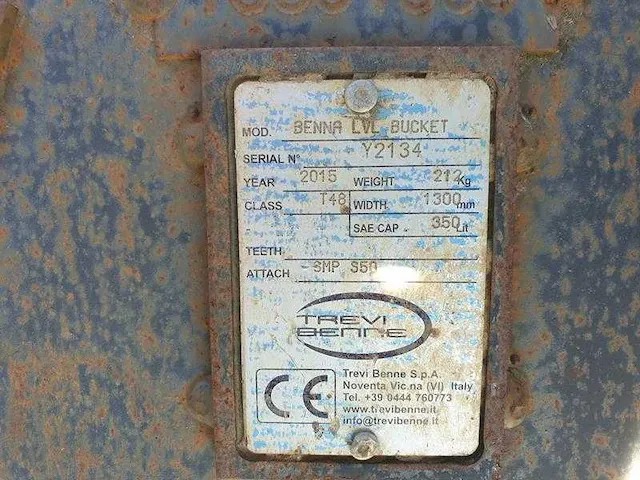 MOD. BENNA LVL BUCKET
SERIAL N° Y2134
YEAR 2015 WEIGHT 212 Kg
CLASS T48 WIDTH 1300 mm
SAE CAP 350 Lit
TEETH
ATTACH SMP S50
TREVI
BENNE
CE
Trevi Benne S.p.A.
Noventa Vic.na (VI) Italy
Tel. +39 0444 760773
www.trevibenne.it
info@trevibenne.it